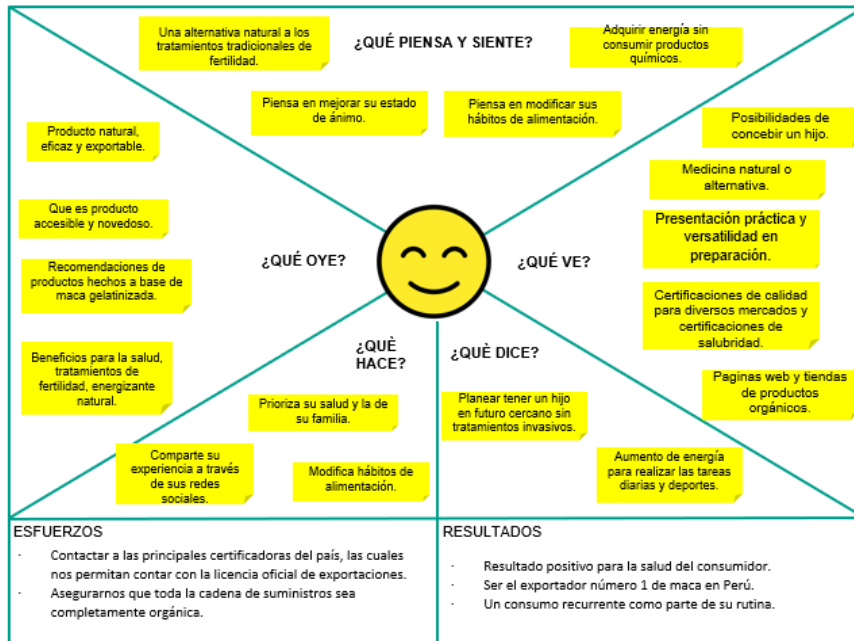 ¿QUÉ PIENSA Y SIENTE?
Una alternativa natural a los
tratamientos tradicionales de
fertilidad.
Adquirir energía sin
consumir productos
químicos.
Piensa en mejorar su estado
de ánimo.
Piensa en modificar sus
hábitos de alimentación.
¿QUÉ OYE?
Producto natural,
eficaz y exportable.
Que es producto
accesible y novedoso.
Recomendaciones de
productos hechos a base de
maca gelatinizada.
Beneficios para la salud,
tratamientos de
fertilidad, energizante
natural.
¿QUÉ VE?
Posibilidades de
concebir un hijo.
Medicina natural o
alternativa.
Presentación práctica y
versatilidad en
preparación.
Certificaciones de calidad
para diversos mercados y
certificaciones de
salubridad.
Paginas web y tiendas
de productos
orgánicos.
¿QUÈ
HACE?
Prioriza su salud y la de
su familia.
Comparte su
experiencia a través
de sus redes
sociales.
Modifica hábitos de
alimentación.
¿QUÈ DICE?
Planear tener un hijo
en futuro cercano sin
tratamientos invasivos.
Aumento de energía
para realizar las tareas
diarias y deportes.
ESFUERZOS
· Contactar a las principales certificadoras del país, las cuales
nos permitan contar con la licencia oficial de exportaciones.
· Asegurarnos que toda la cadena de suministros sea
completamente orgánica.
RESULTADOS
· Resultado positivo para la salud del consumidor.
· Ser el exportador número 1 de maca en Perú.
· Un consumo recurrente como parte de su rutina.